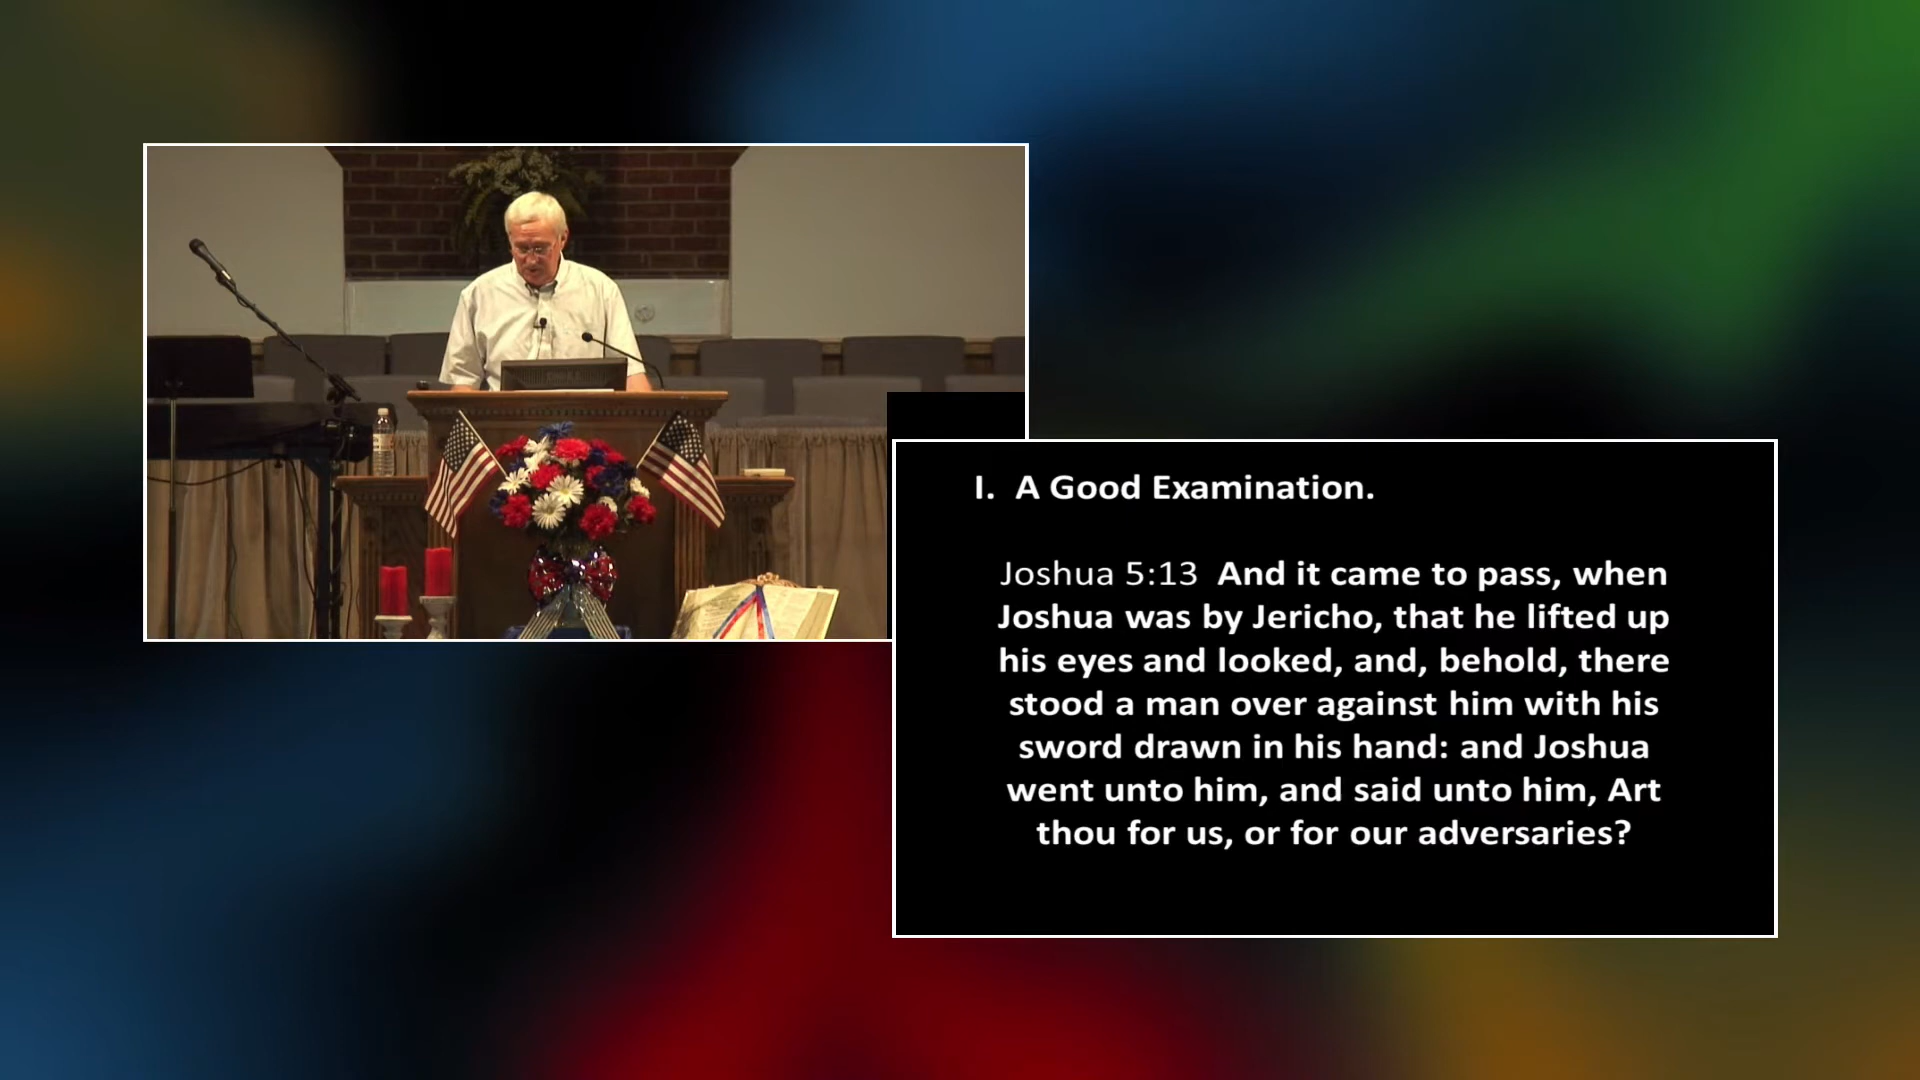 I. A Good Examination.
Joshua 5:13 And it came to pass, when
Joshua was by Jericho, that he lifted up
his eyes and looked, and, behold, there
stood a man over against him with his
sword drawn in his hand: and Joshua
went unto him, and said unto him, Art
thou for us, or for our adversaries?